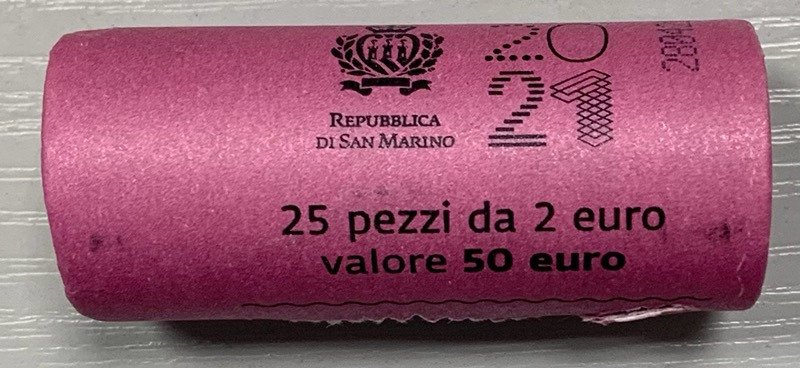 REPUBBLICA
DI SAN MARINO
25 pezzi da 2 euro
valore 50 euro